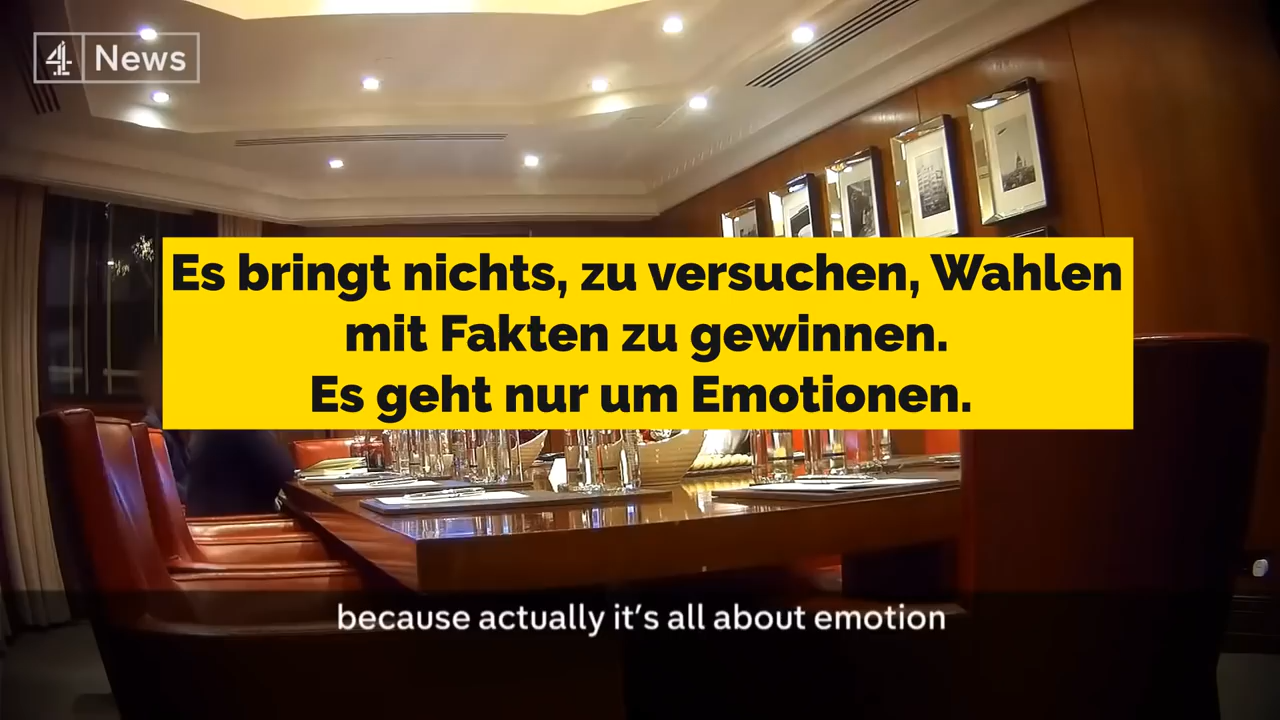 4 News
Es bringt nichts, zu versuchen, Wahlen
mit Fakten zu gewinnen.
Es geht nur um Emotionen.
because actually it's all about emotion